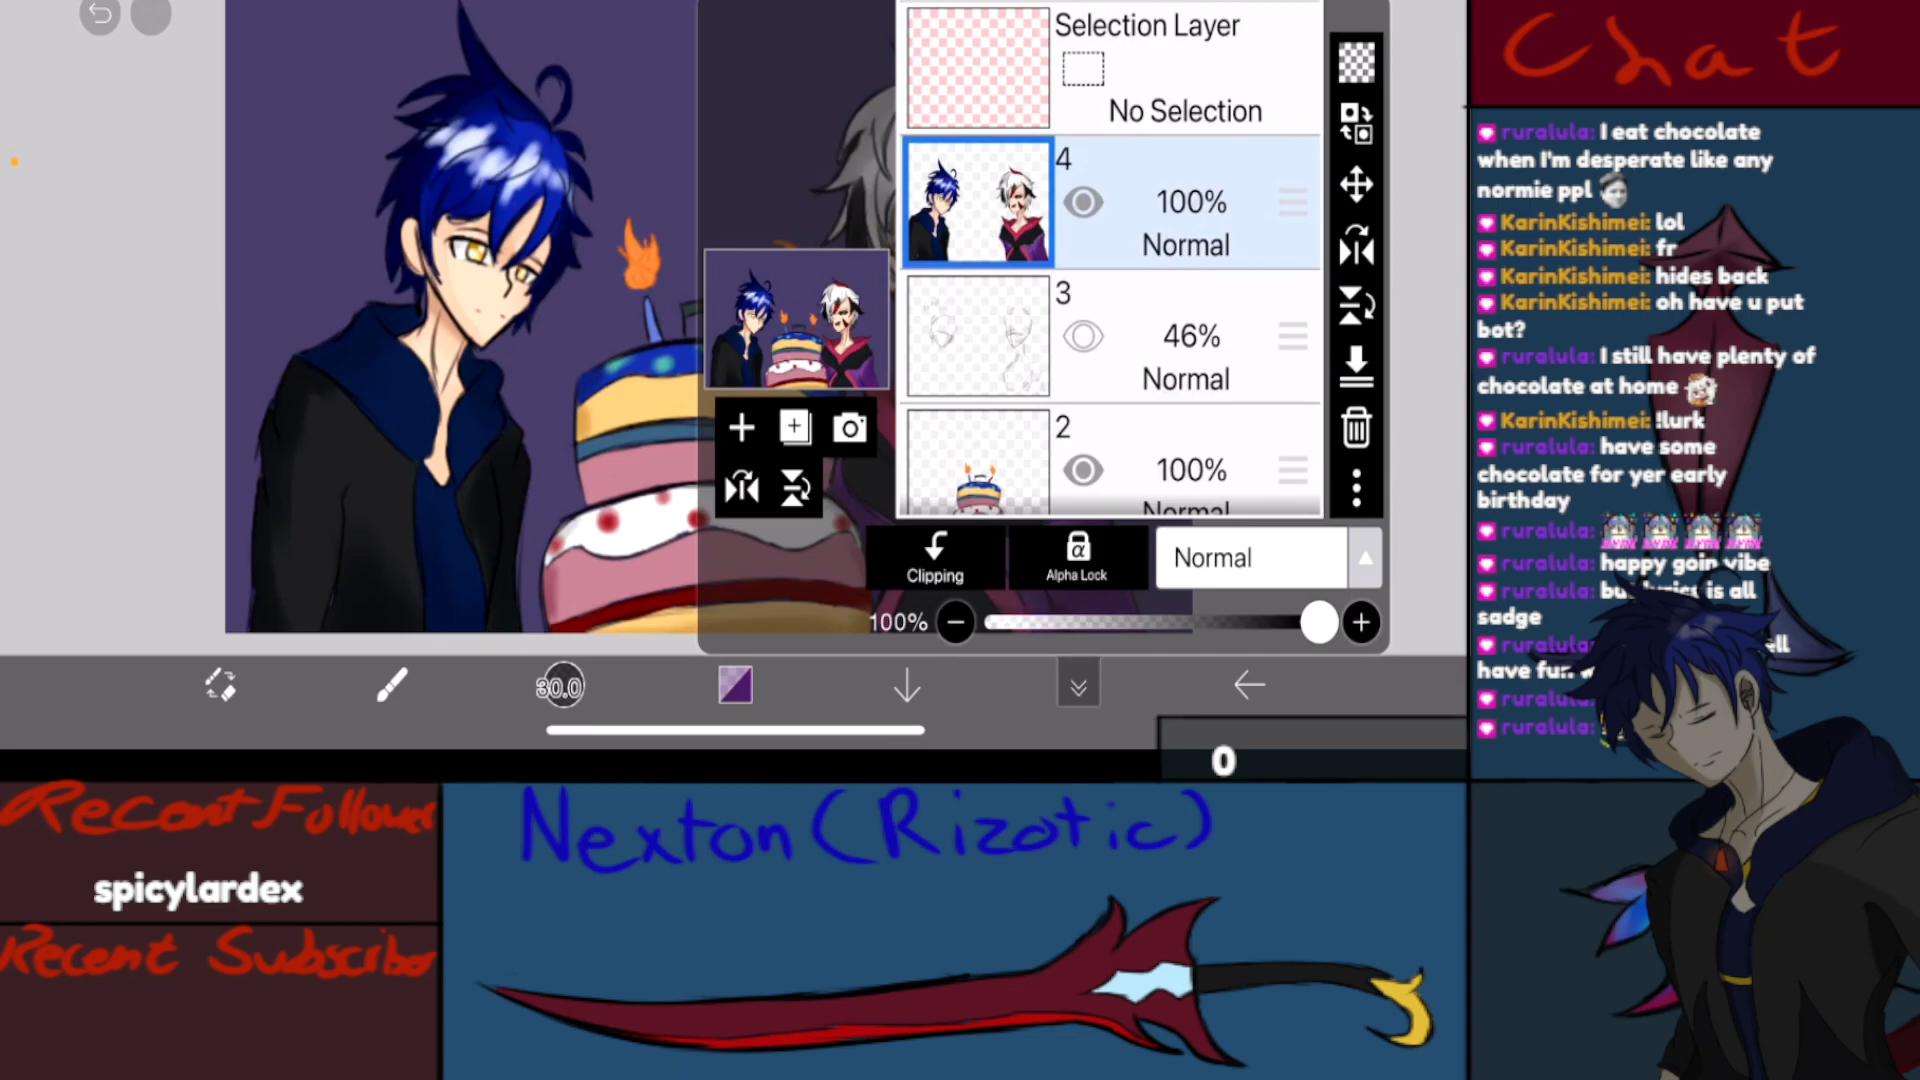 Selection Layer
No Selection
4
100%
Normal
3
46%
Normal
2
100%
Normal
Clipping
Alpha Lock
Normal
100%
30.0
0
Chat
ruralula: I eat chocolate
when I'm desperate like any
normie ppl
KarinKishimei: lol
KarinKishimei: fr
KarinKishimei: hides back
KarinKishimei: oh have u put
bot?
ruralula: I still have plenty of
chocolate at home
KarinKishimei: !lurk
ruralula: have some
chocolate for yer early
birthday
ruralula:
ruralula: happy goin vibe
ruralula: is all
sadge
ruralula:
have
ruralula:
ruralula:
Recent Follower
spicylardex
Recent Subscriber
Nexton (Rizotic)